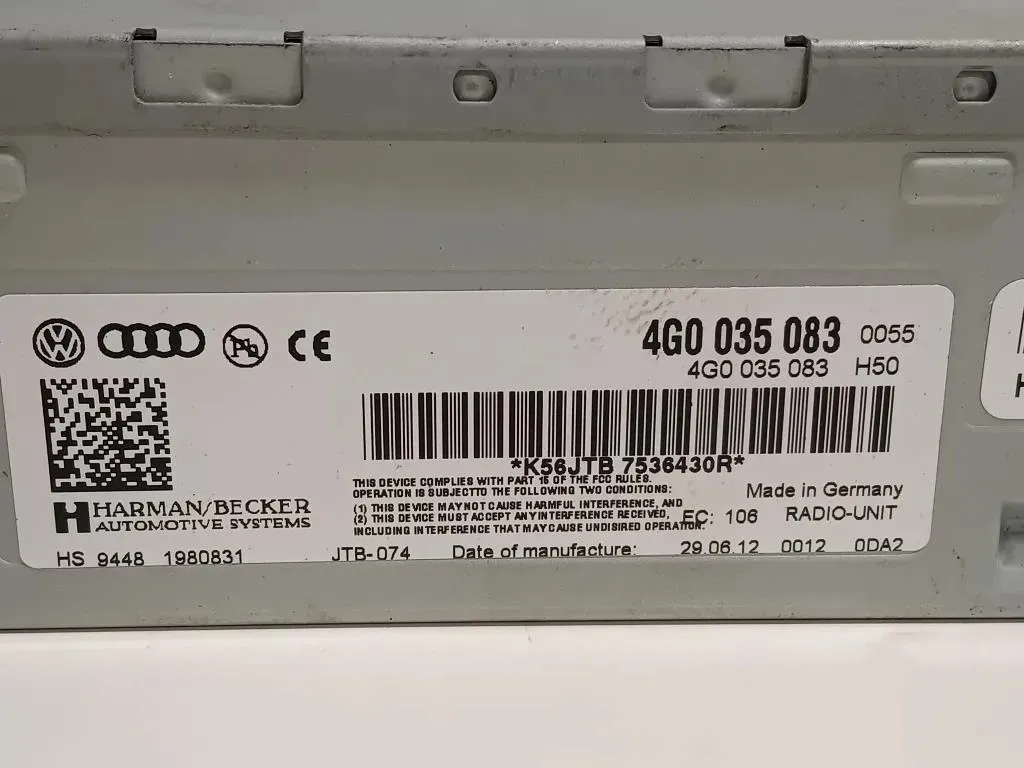 4G0 035 083 0055
4G0 035 083 H50
*K56JTB 7536430R*
THIS DEVICE COMPLIES WITH PART 15 OF THE FCC RULES.
OPERATION IS SUBJECTTO THE FOLLOWING TWO CONDITIONS:
(1) THIS DEVICE MAY NOT CAUSE HARMFUL INTERFERENCE, AND
(2) THIS DEVICE MUST ACCEPT ANY INTERFERENCE RECEIVED,
INCLUDING INTERFERENCE THAT MAY CAUSE UNDISIRED OPERATION.
Made in Germany
FC: 106 RADIO-UNIT
HARMAN/BECKER
AUTOMOTIVE SYSTEMS
HS 9448 1980831 JTB-074 Date of manufacture: 29.06.12 0012 0DA2